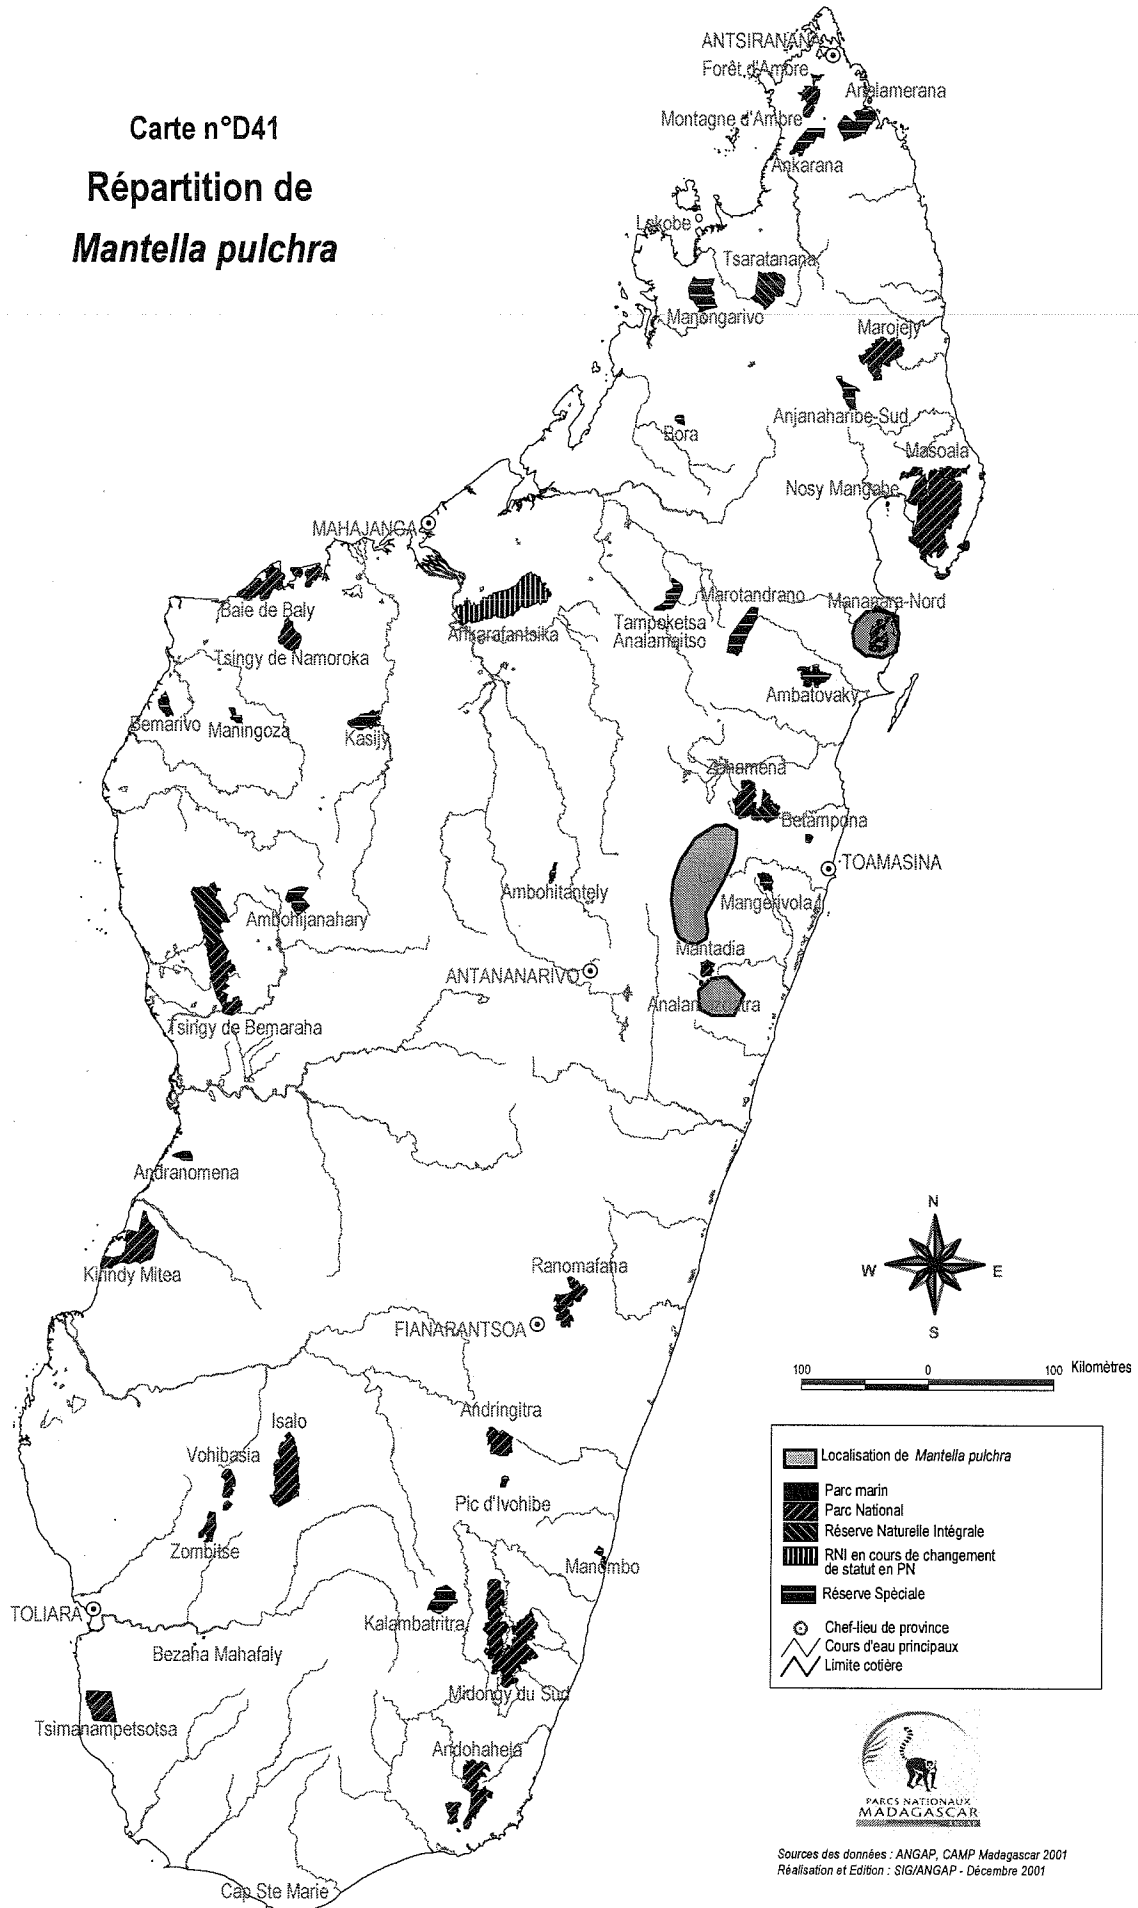 Carte n°D41
Répartition de
Mantella pulchra
ANTSIRANANA
Forêt d'Ambre
Analamerana
Montagne d'Ambre
Ankarana
Lokobe
Tsaratanana
Manongarivo
Marojejy
Anjanaharibe-Sud
Bora
Masoala
Nosy Mangabe
MAHAJANGA
Baie de Baly
Ankarafantsika
Tampoketsa
Analamaitso
Marotandrano
Mananara-Nord
Tsingy de Namoroka
Ambatovaky
Bemarivo
Maningoza
Kasijy
Zahamena
Betampona
TOAMASINA
Ambohitantely
Ambohijanahary
Mangerivola
Mantadia
ANTANANARIVO
Analamazoatra
Tsingy de Bemaraha
Andranomena
Kirindy Mitea
Ranomafana
FIANARANTSOA
Andringitra
Isalo
Vohibasia
Pic d'Ivohibe
Zombitse
Manombo
TOLIARA
Kalambatritra
Bezaha Mahafaly
Midongy du Sud
Tsimanampetsotsa
Andohahela
Cap Ste Marie
N
W
E
S
100 0 100 Kilomètres
Localisation de Mantella pulchra
Parc marin
Parc National
Réserve Naturelle Intégrale
RNI en cours de changement
de statut en PN
Réserve Spèciale
Chef-lieu de province
Cours d'eau principaux
Limite cotière
PARCS NATIONAUX
MADAGASCAR
Sources des données : ANGAP, CAMP Madagascar 2001
Réalisation et Edition : SIG/ANGAP - Décembre 2001